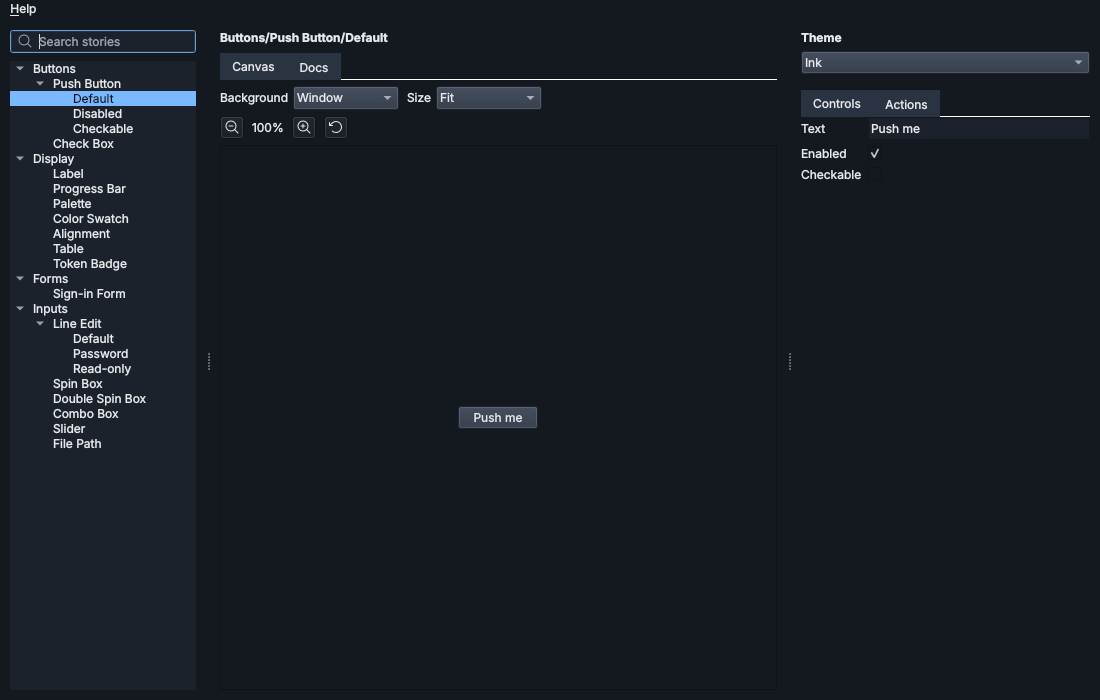 Help
Search stories
Buttons
Push Button
Default
Disabled
Checkable
Check Box
Display
Label
Progress Bar
Palette
Color Swatch
Alignment
Table
Token Badge
Forms
Sign-in Form
Inputs
Line Edit
Default
Password
Read-only
Spin Box
Double Spin Box
Combo Box
Slider
File Path
Buttons/Push Button/Default
Canvas Docs
Background Window Size Fit
100%
Push me
Theme
Ink
Controls Actions
Text Push me
Enabled
Checkable